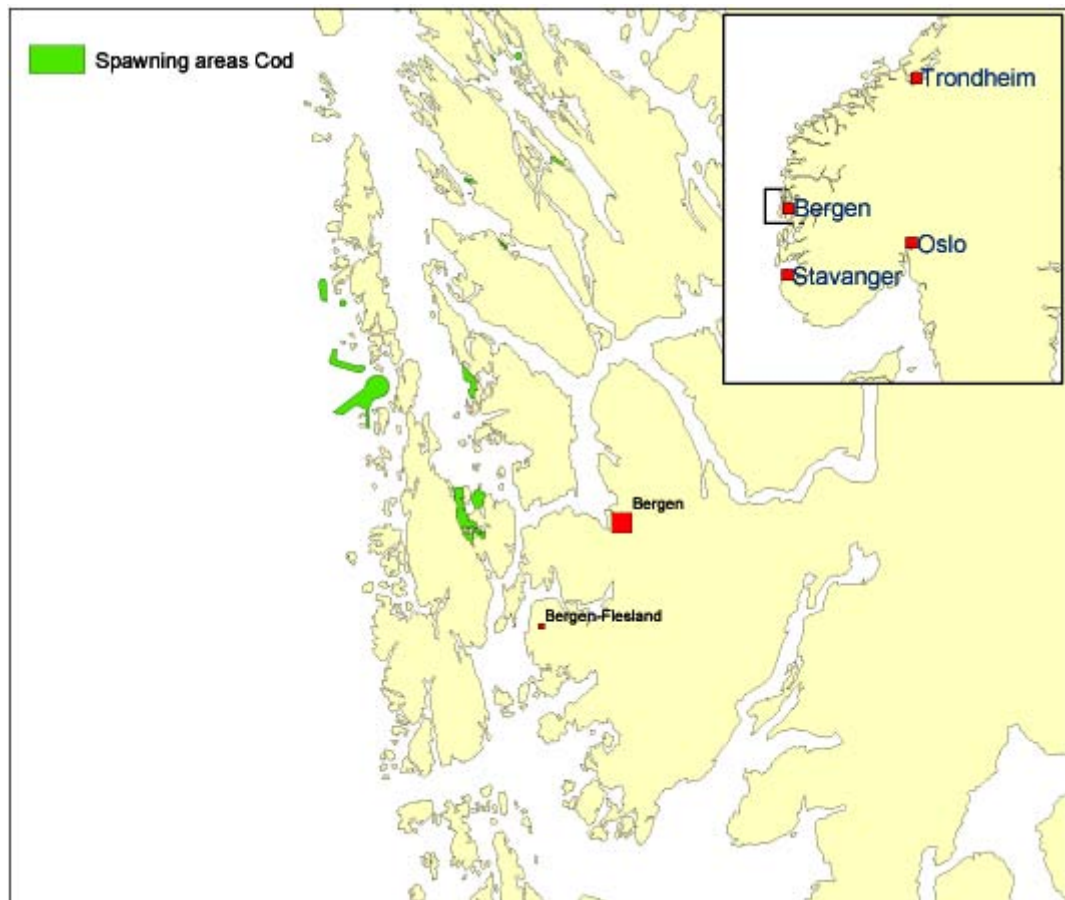 Spawning areas Cod
Trondheim
Bergen
Oslo
Stavanger
Bergen
Bergen-Flesland